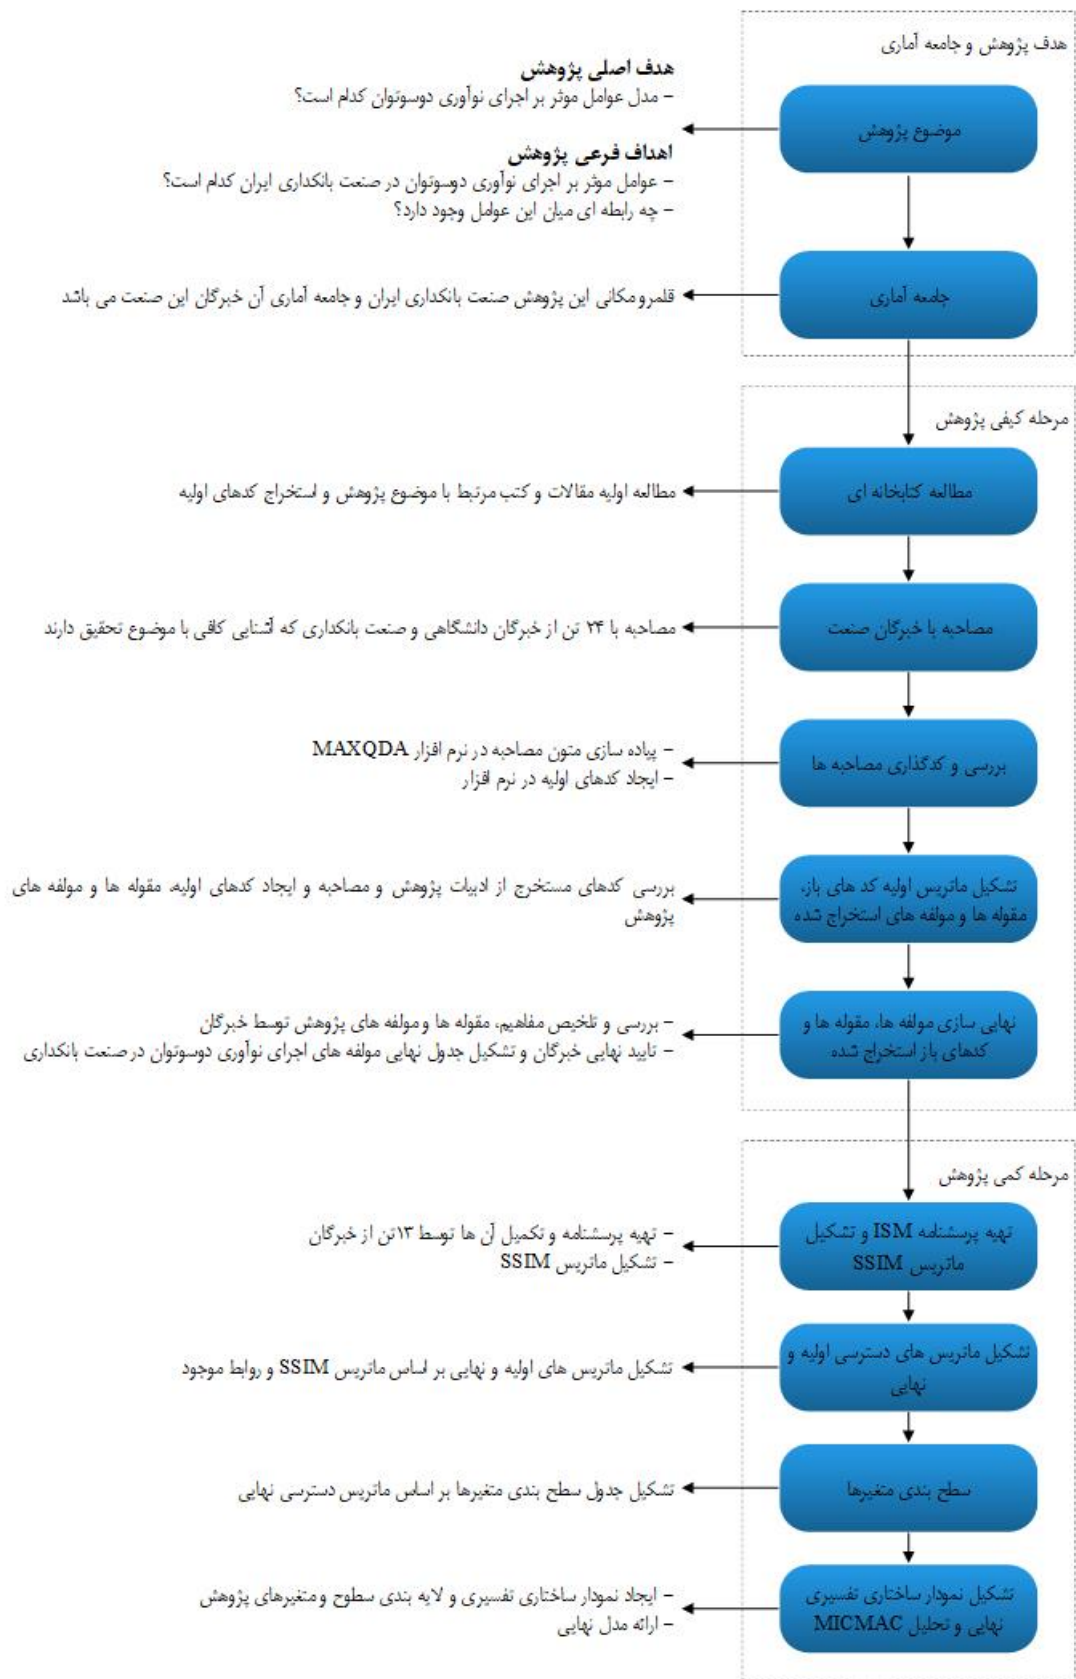 هدف پژوهش و جامعه آماری
موضوع پژوهش
هدف اصلی پژوهش
- مدل عوامل موثر بر اجرای نوآوری دوسوتوان کدام است؟
اهداف فرعی پژوهش
- عوامل موثر بر اجرای نوآوری دوسوتوان در صنعت بانکداری ایران کدام است؟
- چه رابطه ای میان این عوامل وجود دارد؟
جامعه آماری
قلمرو مکانی این پژوهش صنعت بانکداری ایران و جامعه آماری آن خبرگان این صنعت می باشد
مرحله کیفی پژوهش
مطالعه کتابخانه ای
مطالعه اولیه مقالات و کتب مرتبط با موضوع پژوهش و استخراج کدهای اولیه
مصاحبه با خبرگان صنعت
مصاحبه با ۲۴ تن از خبرگان دانشگاهی و صنعت بانکداری که آشنایی کافی با موضوع تحقیق دارند
بررسی و کدگذاری مصاحبه ها
- پیاده سازی متون مصاحبه در نرم افزار MAXQDA
- ایجاد کدهای اولیه در نرم افزار
تشکیل ماتریس اولیه کد های باز،
مقوله ها و مولفه های استخراج شده
بررسی کدهای مستخرج از ادبیات پژوهش و مصاحبه و ایجاد کدهای اولیه، مقوله ها و مولفه های
پژوهش
نهایی سازی مولفه ها، مقوله ها و
کدهای باز استخراج شده
- بررسی و تلخیص مفاهیم، مقوله ها و مولفه های پژوهش توسط خبرگان
- تایید نهایی خبرگان و تشکیل جدول نهایی مولفه های اجرای نوآوری دوسوتوان در صنعت بانکداری
مرحله کمی پژوهش
تهیه پرسشنامه ISM و تشکیل
ماتریس SSIM
- تهیه پرسشنامه و تکمیل آن ها توسط ۱۳تن از خبرگان
- تشکیل ماتریس SSIM
تشکیل ماتریس های دسترسی اولیه و
نهایی
تشکیل ماتریس های اولیه و نهایی بر اساس ماتریس SSIM و روابط موجود
سطح بندی متغیرها
تشکیل جدول سطح بندی متغیرها بر اساس ماتریس دسترسی نهایی
تشکیل نمودار ساختاری تفسیری
نهایی و تحلیل MICMAC
- ایجاد نمودار ساختاری تفسیری و لایه بندی سطوح و متغیرهای پژوهش
- ارائه مدل نهایی